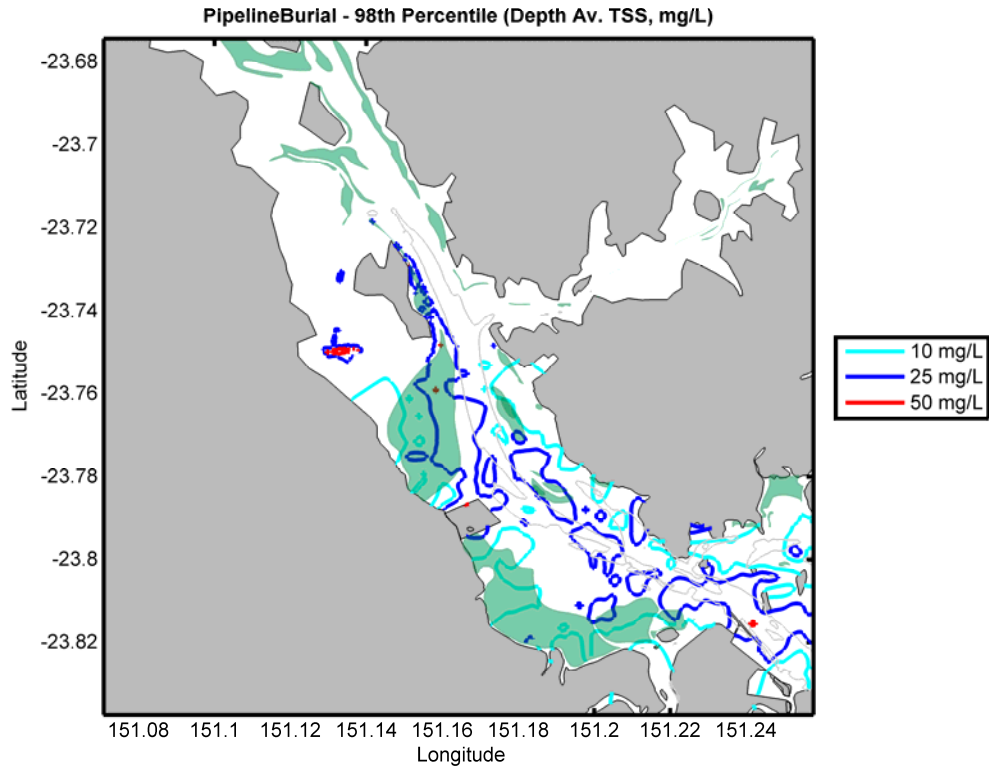 PipelineBurial - 98th Percentile (Depth Av. TSS, mg/L)
-23.68
-23.7
-23.72
-23.74
-23.76
-23.78
-23.8
-23.82
Latitude
10 mg/L
25 mg/L
50 mg/L
151.08 151.1 151.12 151.14 151.16 151.18 151.2 151.22 151.24
Longitude